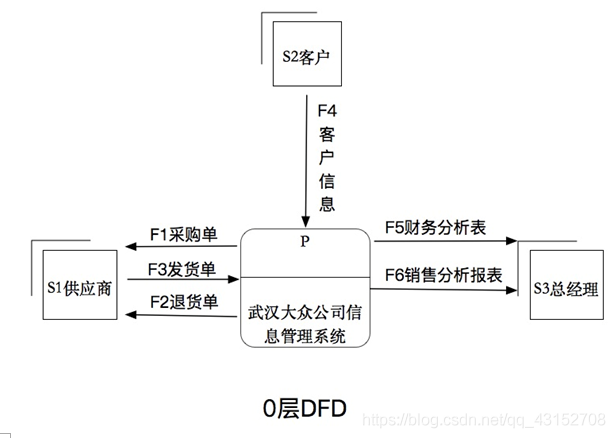 S2客户
F4
客
户
信
息
F1采购单
P
F5财务分析表
S1供应商
F3发货单
F6销售分析报表
S3总经理
F2退货单
武汉大众公司信
息管理系统
0层DFD
https://blog.csdn.net/qq_43152708